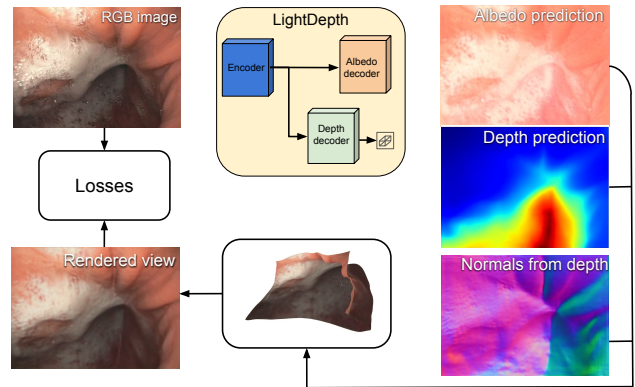 RGB image
LightDepth
Encoder
Albedo
decoder
Depth
decoder
Albedo prediction
Depth prediction
Normals from depth
Losses
Rendered view